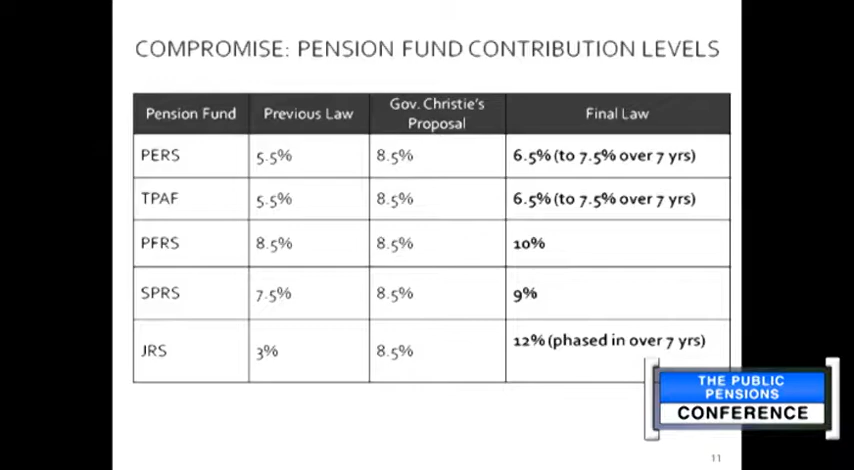 COMPROMISE: PENSION FUND CONTRIBUTION LEVELS
Pension Fund Previous Law Gov. Christie's Proposal Final Law
PERS 5.5% 8.5% 6.5% (to 7.5% over 7 yrs)
TPAF 5.5% 8.5% 6.5% (to 7.5% over 7 yrs)
PFRS 8.5% 8.5% 10%
SPRS 7.5% 8.5% 9%
JRS 3% 8.5% 12% (phased in over 7 yrs)
THE PUBLIC
PENSIONS
CONFERENCE
11